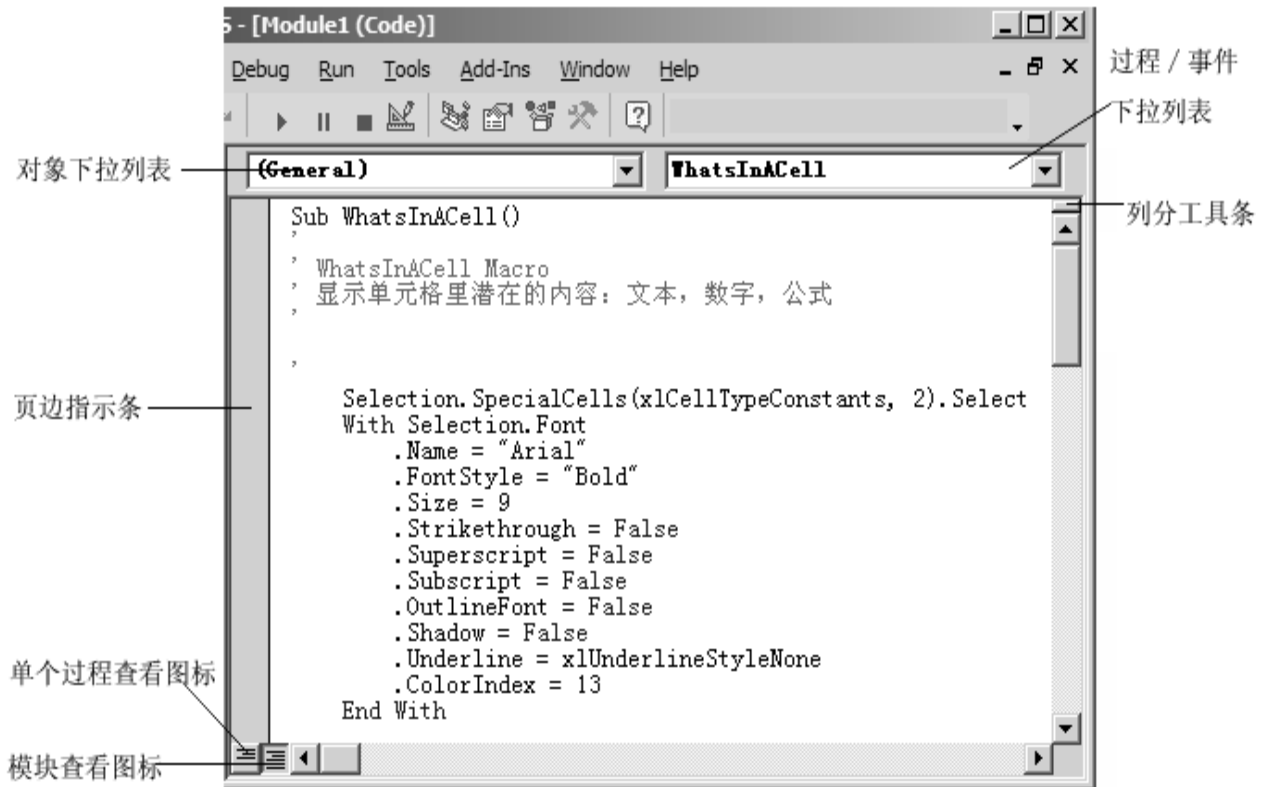 5 - [Module1 (Code)]
Debug Run Tools Add-Ins Window Help
过程 / 事件
下拉列表
对象下拉列表
(General)
WhatsInACell
列分工具条
Sub WhatsInACell()
'
' WhatsInACell Macro
' 显示单元格里潜在的内容：文本，数字，公式
'
'
Selection.SpecialCells(xlCellTypeConstants, 2).Select
页边指示条
With Selection.Font
.Name = "Arial"
.FontStyle = "Bold"
.Size = 9
.Strikethrough = False
.Superscript = False
.Subscript = False
.OutlineFont = False
.Shadow = False
.Underline = xlUnderlineStyleNone
单个过程查看图标
.ColorIndex = 13
End With
模块查看图标